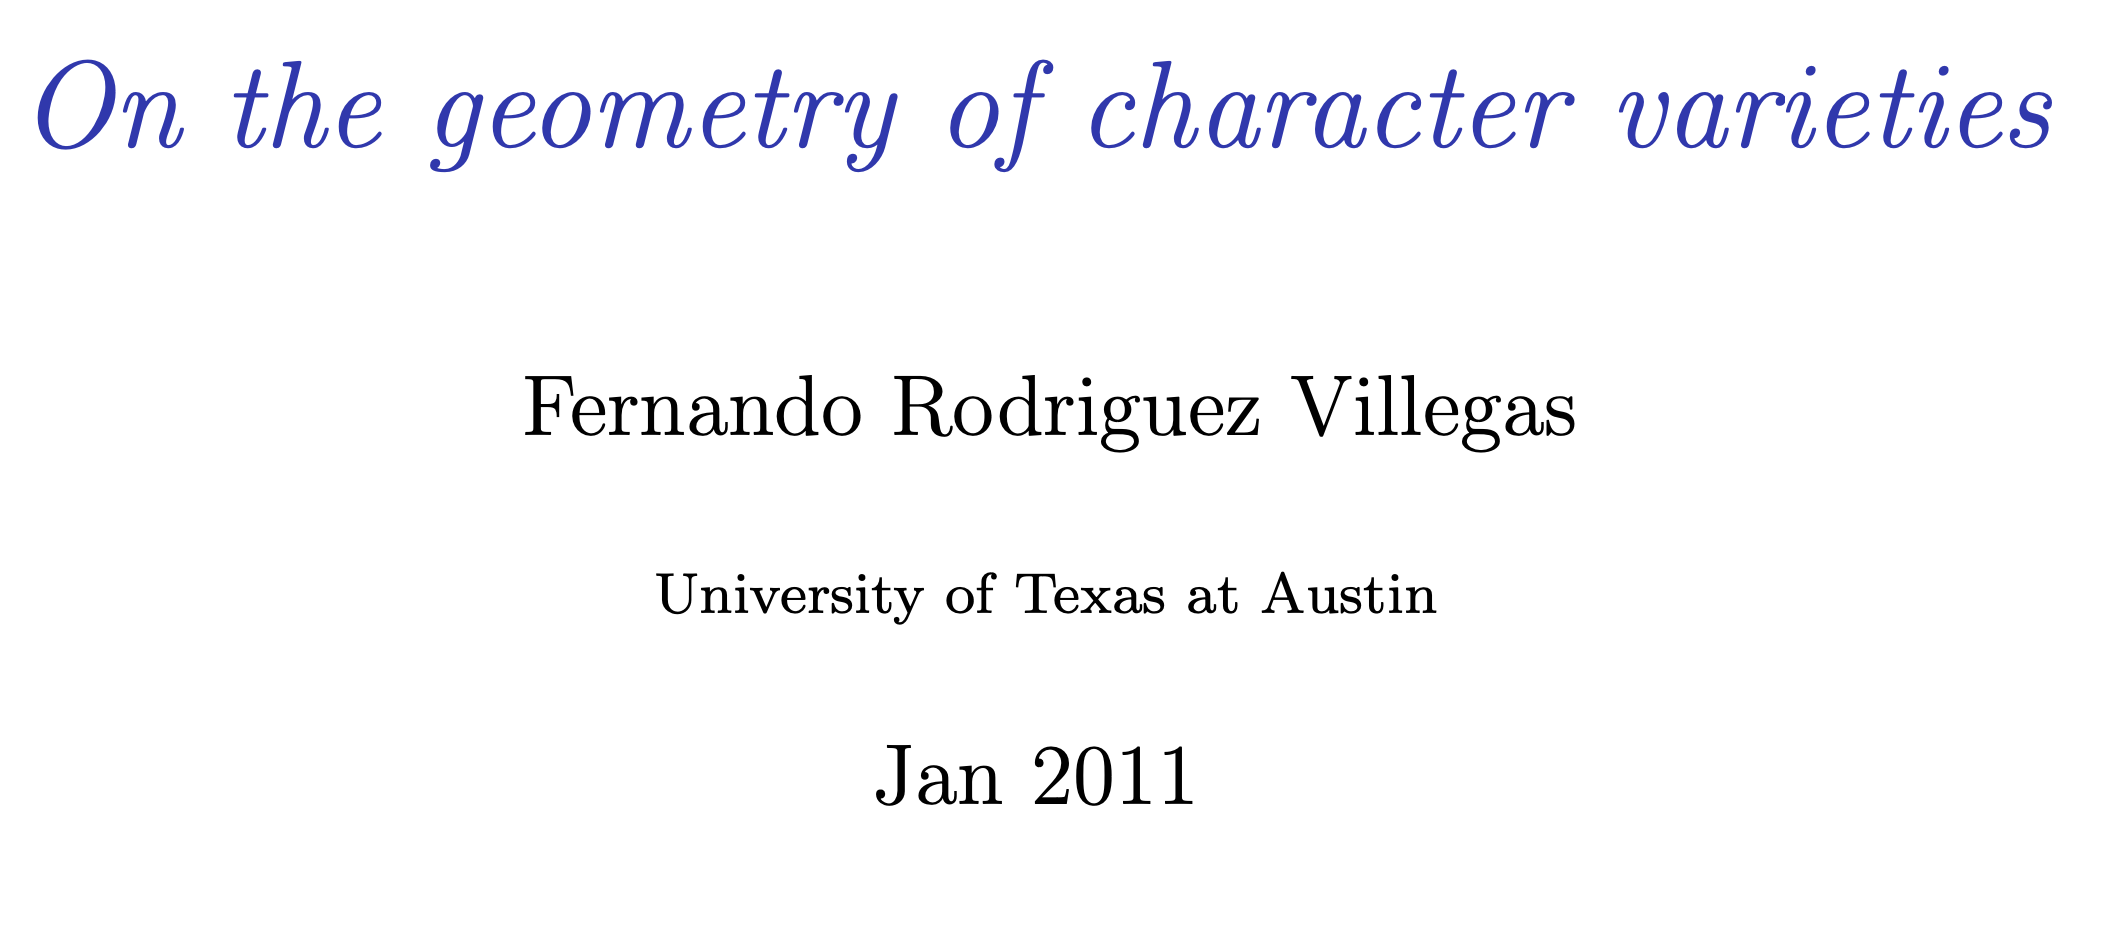 On the geometry of character varieties
Fernando Rodriguez Villegas
University of Texas at Austin
Jan 2011